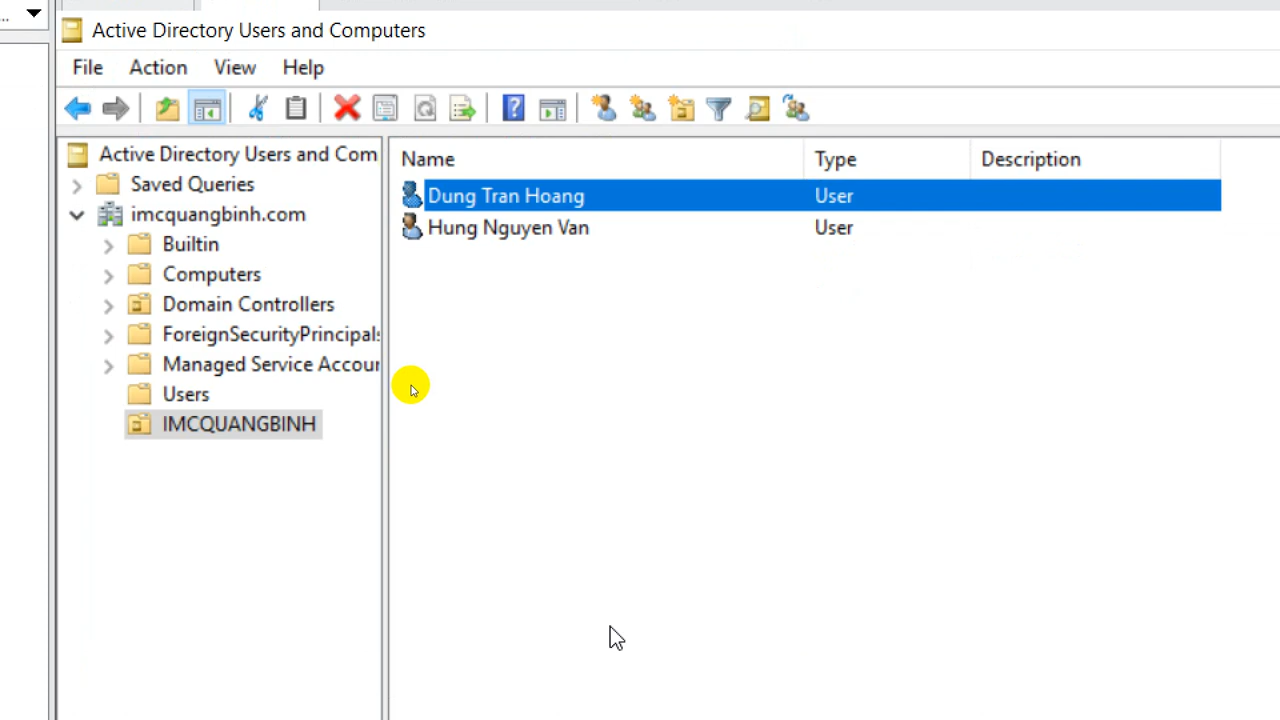 ...
Active Directory Users and Computers
File Action View Help
Active Directory Users and Com
Saved Queries
imcquangbinh.com
Builtin
Computers
Domain Controllers
ForeignSecurityPrincipals
Managed Service Accour
Users
IMCQUANGBINH
Name Type Description
Dung Tran Hoang User
Hung Nguyen Van User